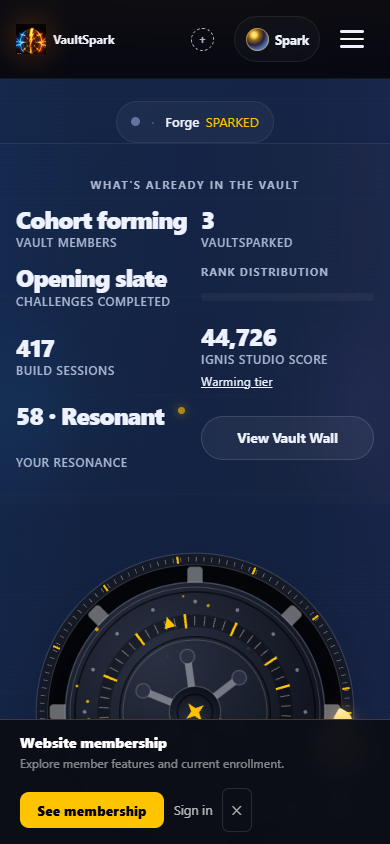 VaultSpark
+
Spark
· Forge SPARKED
WHAT'S ALREADY IN THE VAULT
Cohort forming
VAULT MEMBERS
3
VAULTSPARKED
Opening slate
CHALLENGES COMPLETED
RANK DISTRIBUTION
417
BUILD SESSIONS
44,726
IGNIS STUDIO SCORE
Warming tier
58 · Resonant
YOUR RESONANCE
View Vault Wall
Website membership
Explore member features and current enrollment.
See membership
Sign in
×